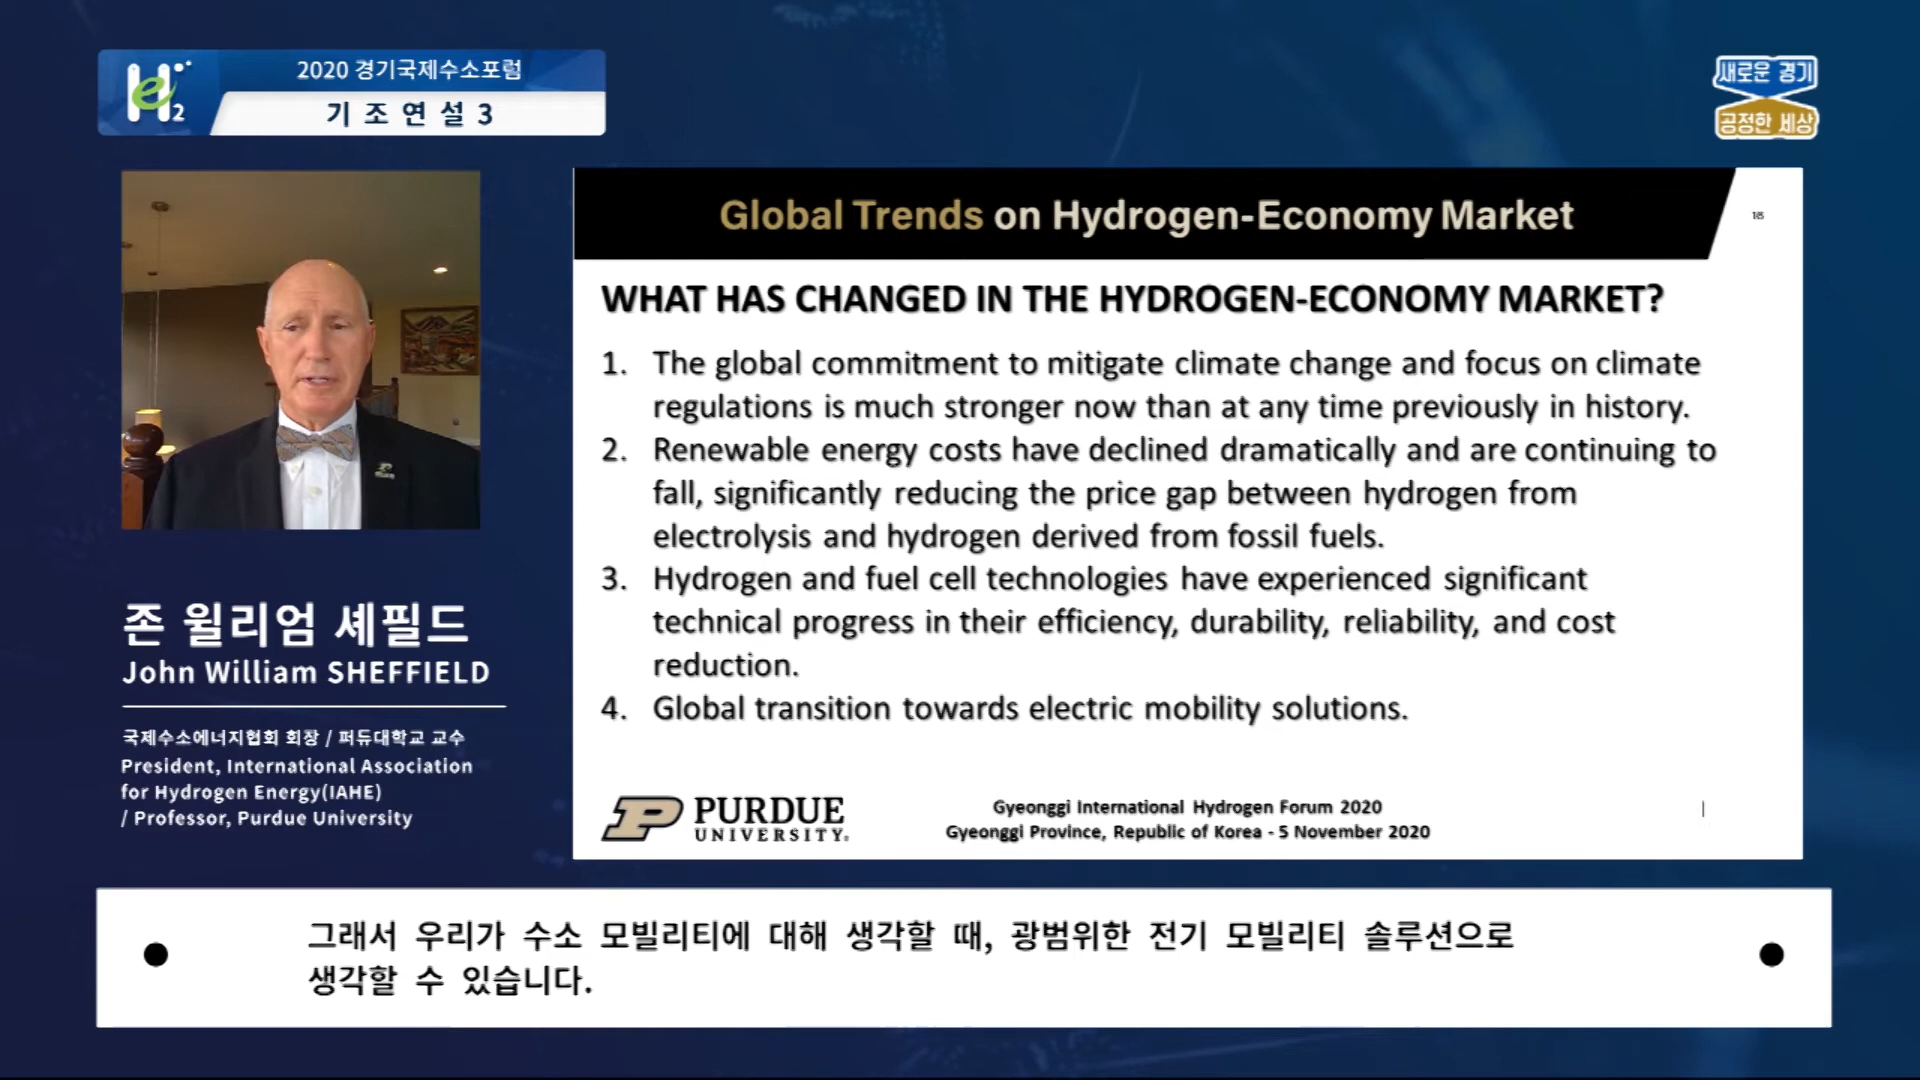 2020 경기국제수소포럼
기조연설3
He2
새로운 경기
공정한 세상
Global Trends on Hydrogen-Economy Market
18
WHAT HAS CHANGED IN THE HYDROGEN-ECONOMY MARKET?
1. The global commitment to mitigate climate change and focus on climate
regulations is much stronger now than at any time previously in history.
2. Renewable energy costs have declined dramatically and are continuing to
fall, significantly reducing the price gap between hydrogen from
electrolysis and hydrogen derived from fossil fuels.
3. Hydrogen and fuel cell technologies have experienced significant
technical progress in their efficiency, durability, reliability, and cost
reduction.
4. Global transition towards electric mobility solutions.
P PURDUE
UNIVERSITY.
Gyeonggi International Hydrogen Forum 2020
Gyeonggi Province, Republic of Korea - 5 November 2020
존 윌리엄 셰필드
John William SHEFFIELD
국제수소에너지협회 회장 / 퍼듀대학교 교수
President, International Association
for Hydrogen Energy(IAHE)
/ Professor, Purdue University
그래서 우리가 수소 모빌리티에 대해 생각할 때, 광범위한 전기 모빌리티 솔루션으로
생각할 수 있습니다.